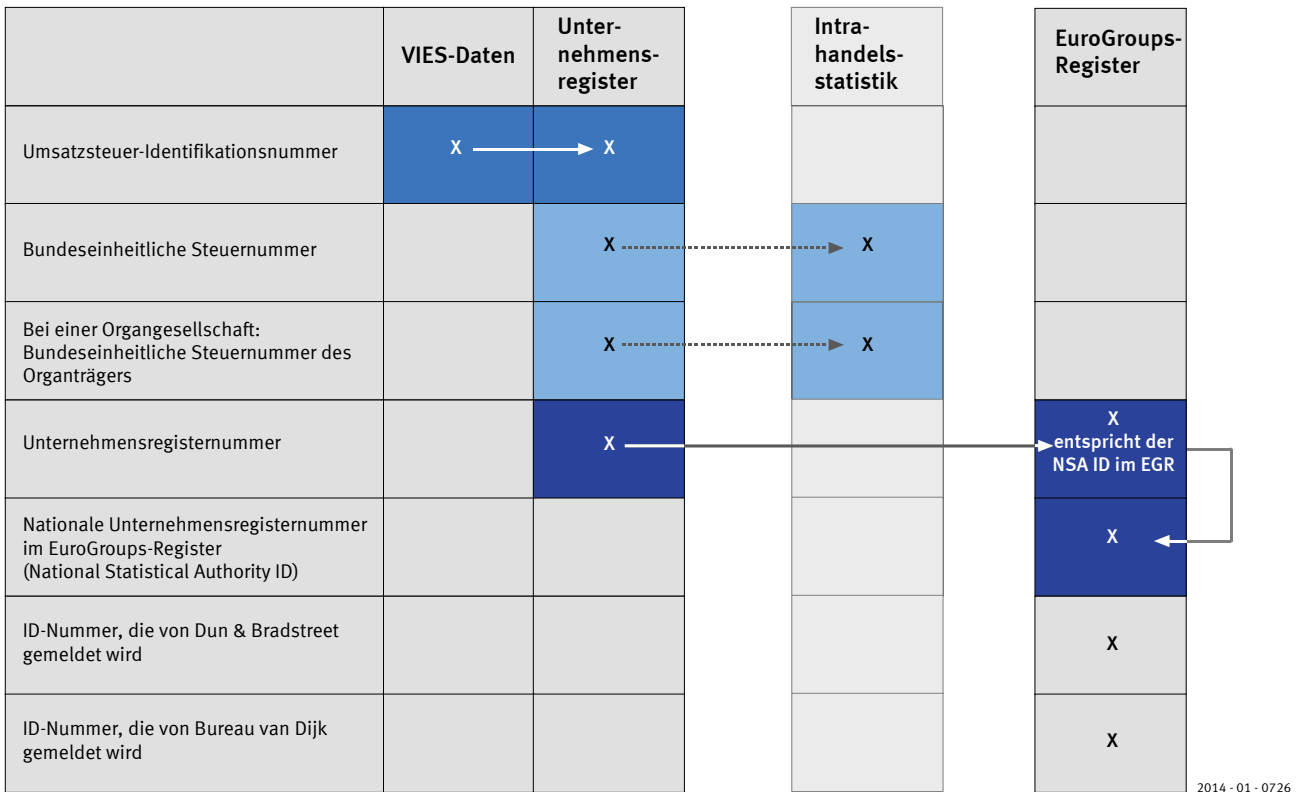 VIES-Daten
Unter-
nehmens-
register
Intra-
handels-
statistik
EuroGroups-
Register
Umsatzsteuer-Identifikationsnummer
X
X
Bundeseinheitliche Steuernummer
X
X
Bei einer Organgesellschaft:
Bundeseinheitliche Steuernummer des
Organträgers
X
X
Unternehmensregisternummer
X
X
entspricht der
NSA ID im EGR
Nationale Unternehmensregisternummer
im EuroGroups-Register
(National Statistical Authority ID)
X
ID-Nummer, die von Dun & Bradstreet
gemeldet wird
X
ID-Nummer, die von Bureau van Dijk
gemeldet wird
X
2014 - 01 - 0726